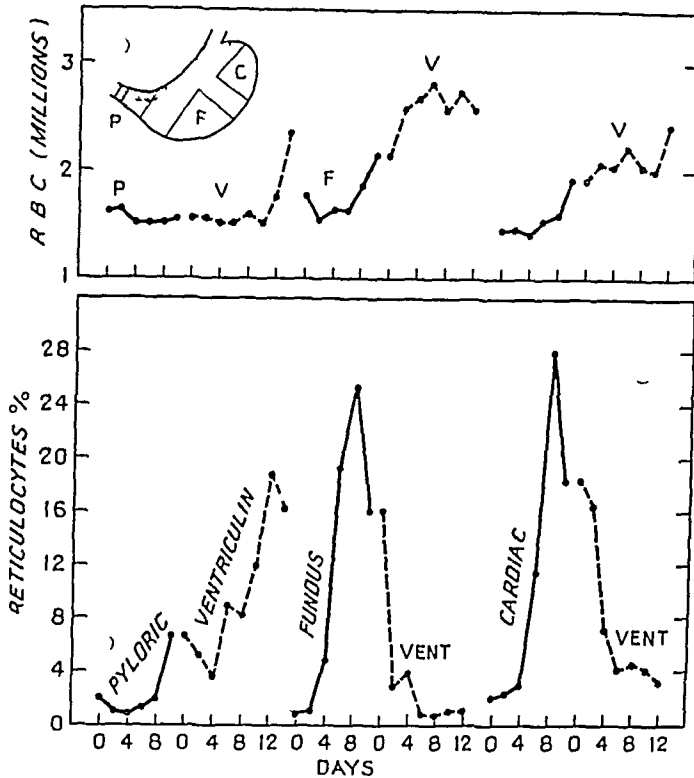 RBC (MILLIONS)
3
2
1
P
F
C
P
V
F
V
V
RETICULOCYTES %
28
24
20
16
12
8
4
0
PYLORIC
VENTRICULIN
FUNDUS
VENT
CARDIAC
VENT
0 4 8 0 4 8 12 0 4 8 0 4 8 12 0 4 8 0 4 8 12
DAYS